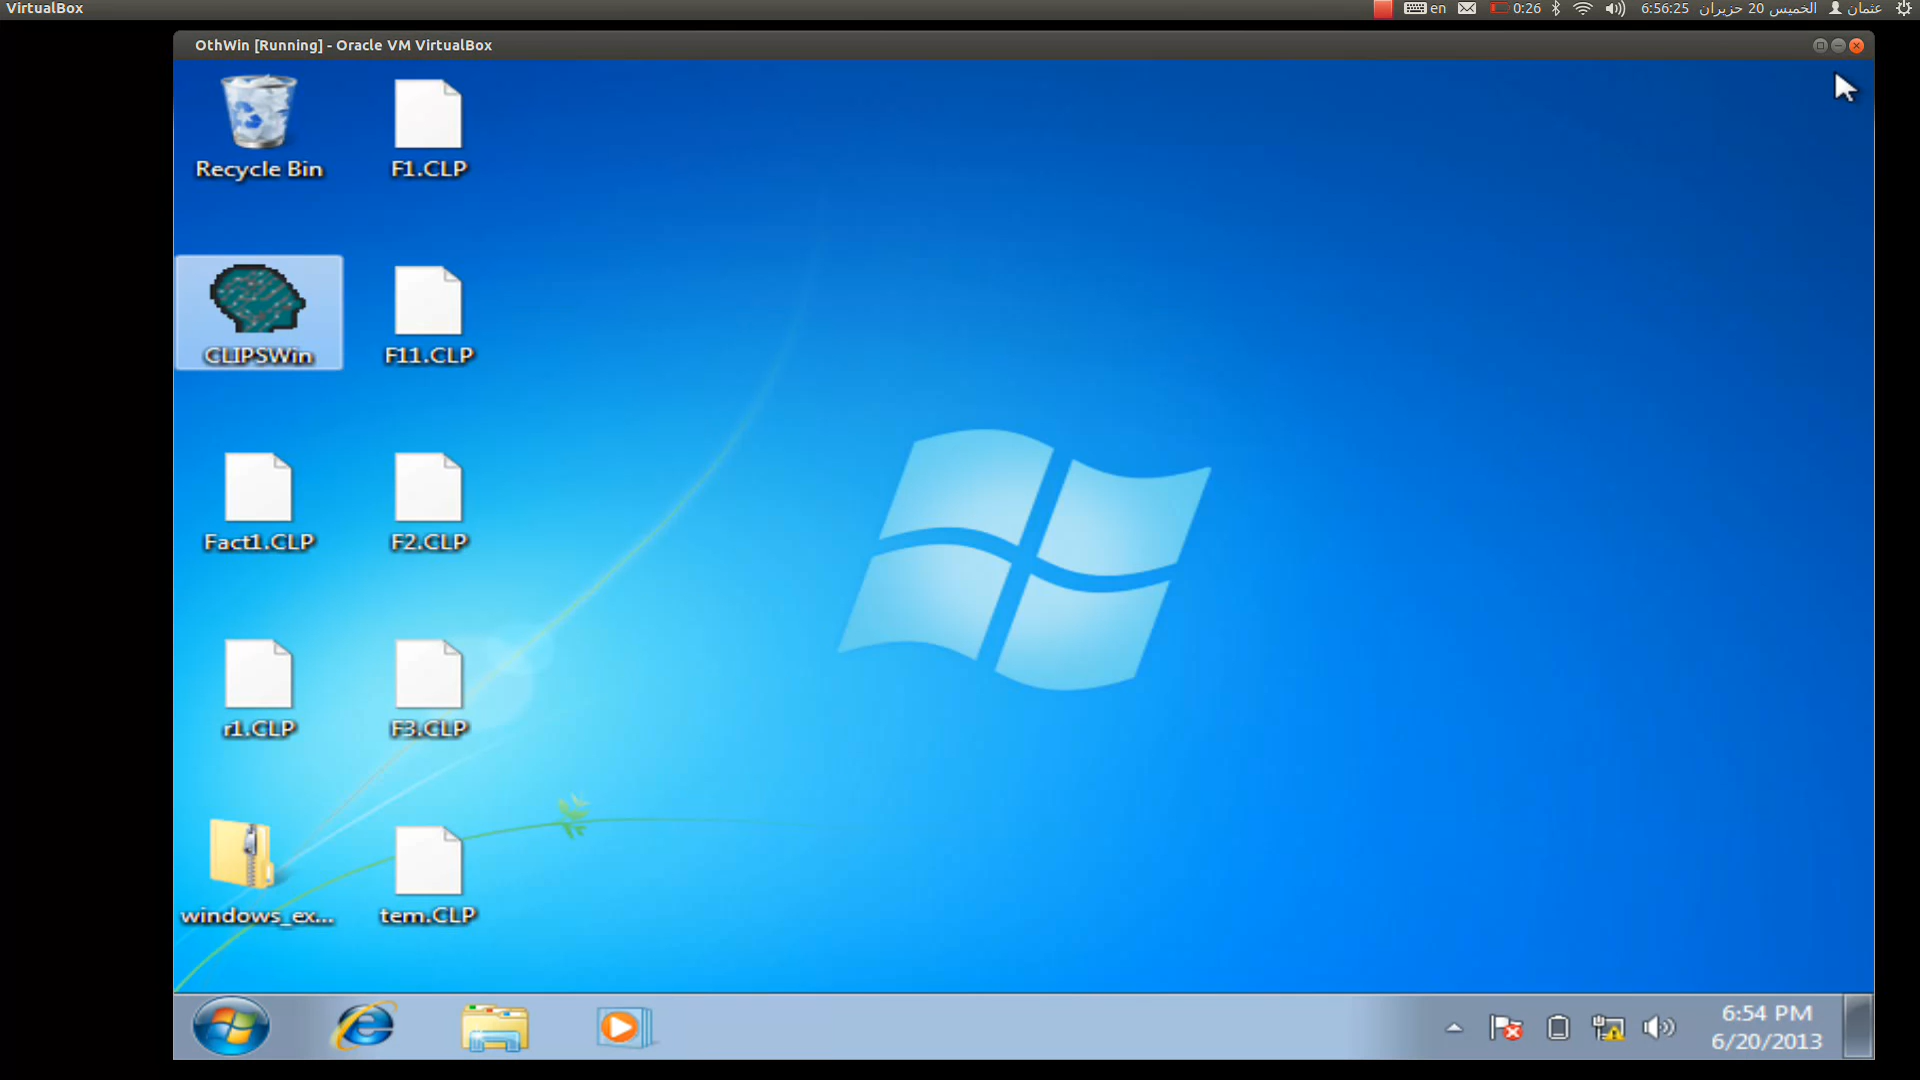 VirtualBox
en
0:26
6:56:25
الخميس 20 حزيران
عثمان
OthWin [Running] - Oracle VM VirtualBox
Recycle Bin
F1.CLP
CLIPSWin
F11.CLP
Fact1.CLP
F2.CLP
r1.CLP
F3.CLP
windows_ex...
tem.CLP
6:54 PM
6/20/2013